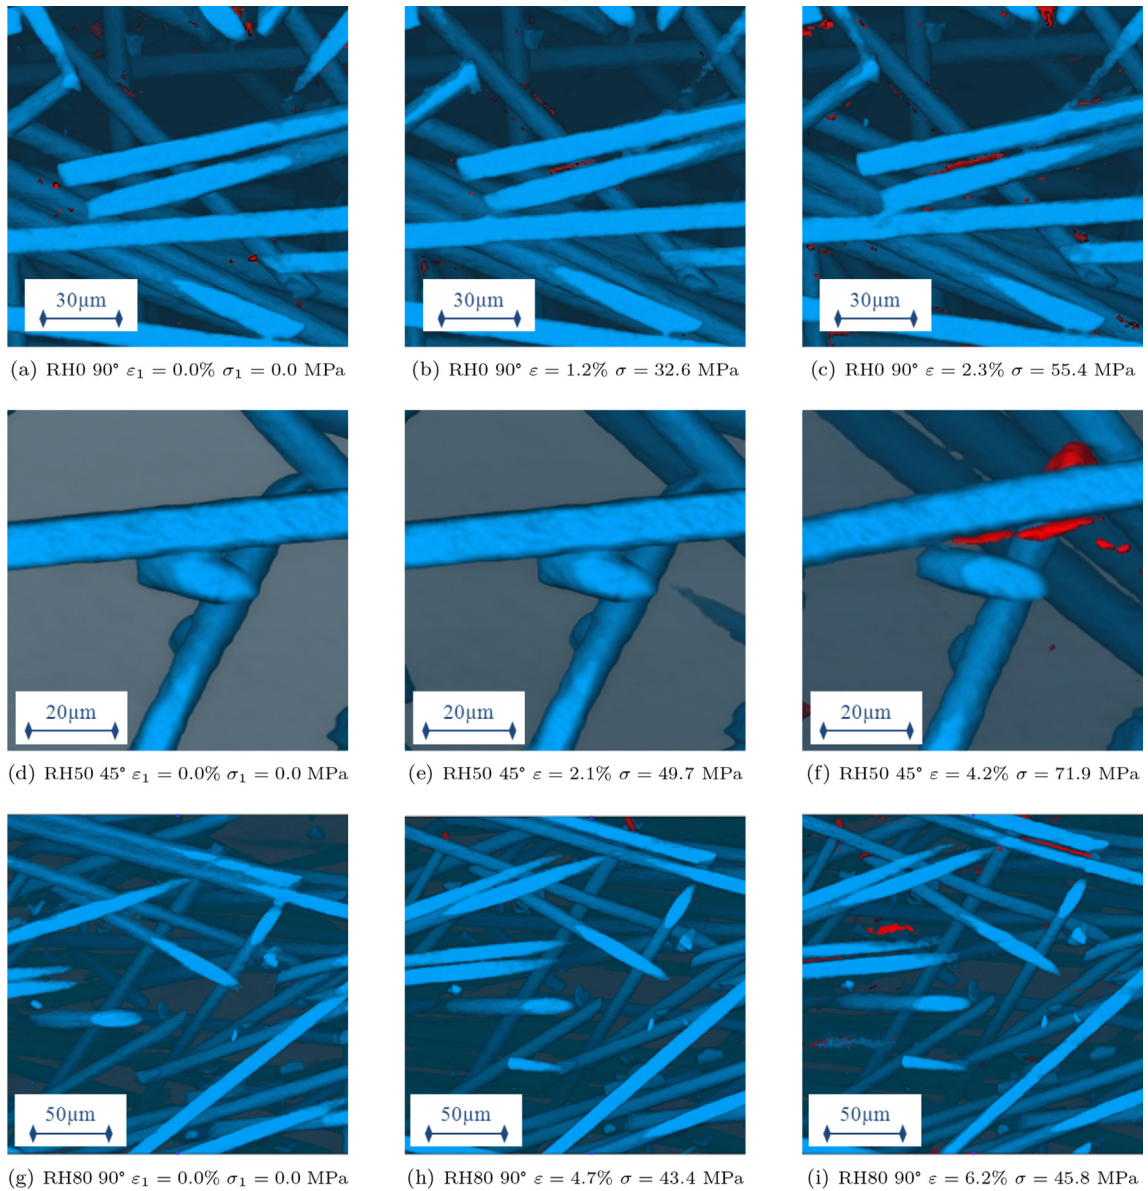 30μm
30μm
30μm
(a) RH0 90° ε₁ = 0.0% σ₁ = 0.0 MPa
(b) RH0 90° ε = 1.2% σ = 32.6 MPa
(c) RH0 90° ε = 2.3% σ = 55.4 MPa
20μm
20μm
20μm
(d) RH50 45° ε₁ = 0.0% σ₁ = 0.0 MPa
(e) RH50 45° ε = 2.1% σ = 49.7 MPa
(f) RH50 45° ε = 4.2% σ = 71.9 MPa
50μm
50μm
50μm
(g) RH80 90° ε₁ = 0.0% σ₁ = 0.0 MPa
(h) RH80 90° ε = 4.7% σ = 43.4 MPa
(i) RH80 90° ε = 6.2% σ = 45.8 MPa